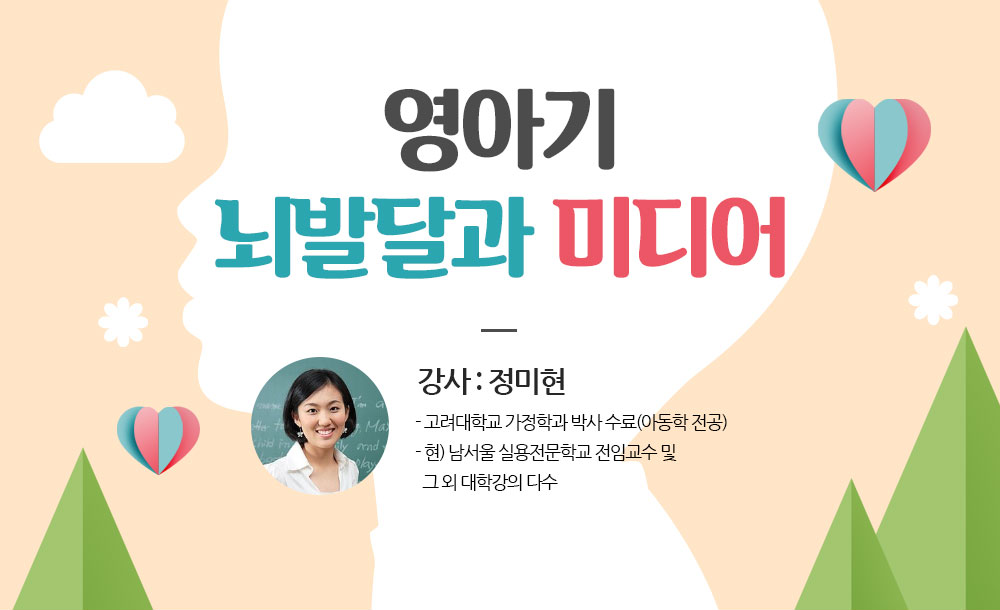 영아기
뇌발달과 미디어
강사 : 정미현
- 고려대학교 가정학과 박사 수료(아동학 전공)
- 현) 남서울 실용전문학교 전임교수 및
그 외 대학강의 다수